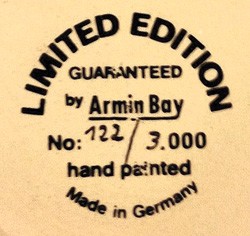 LIMITED EDITION
GUARANTEED
by Armin Bay
No: 122/3.000
hand painted
Made in Germany